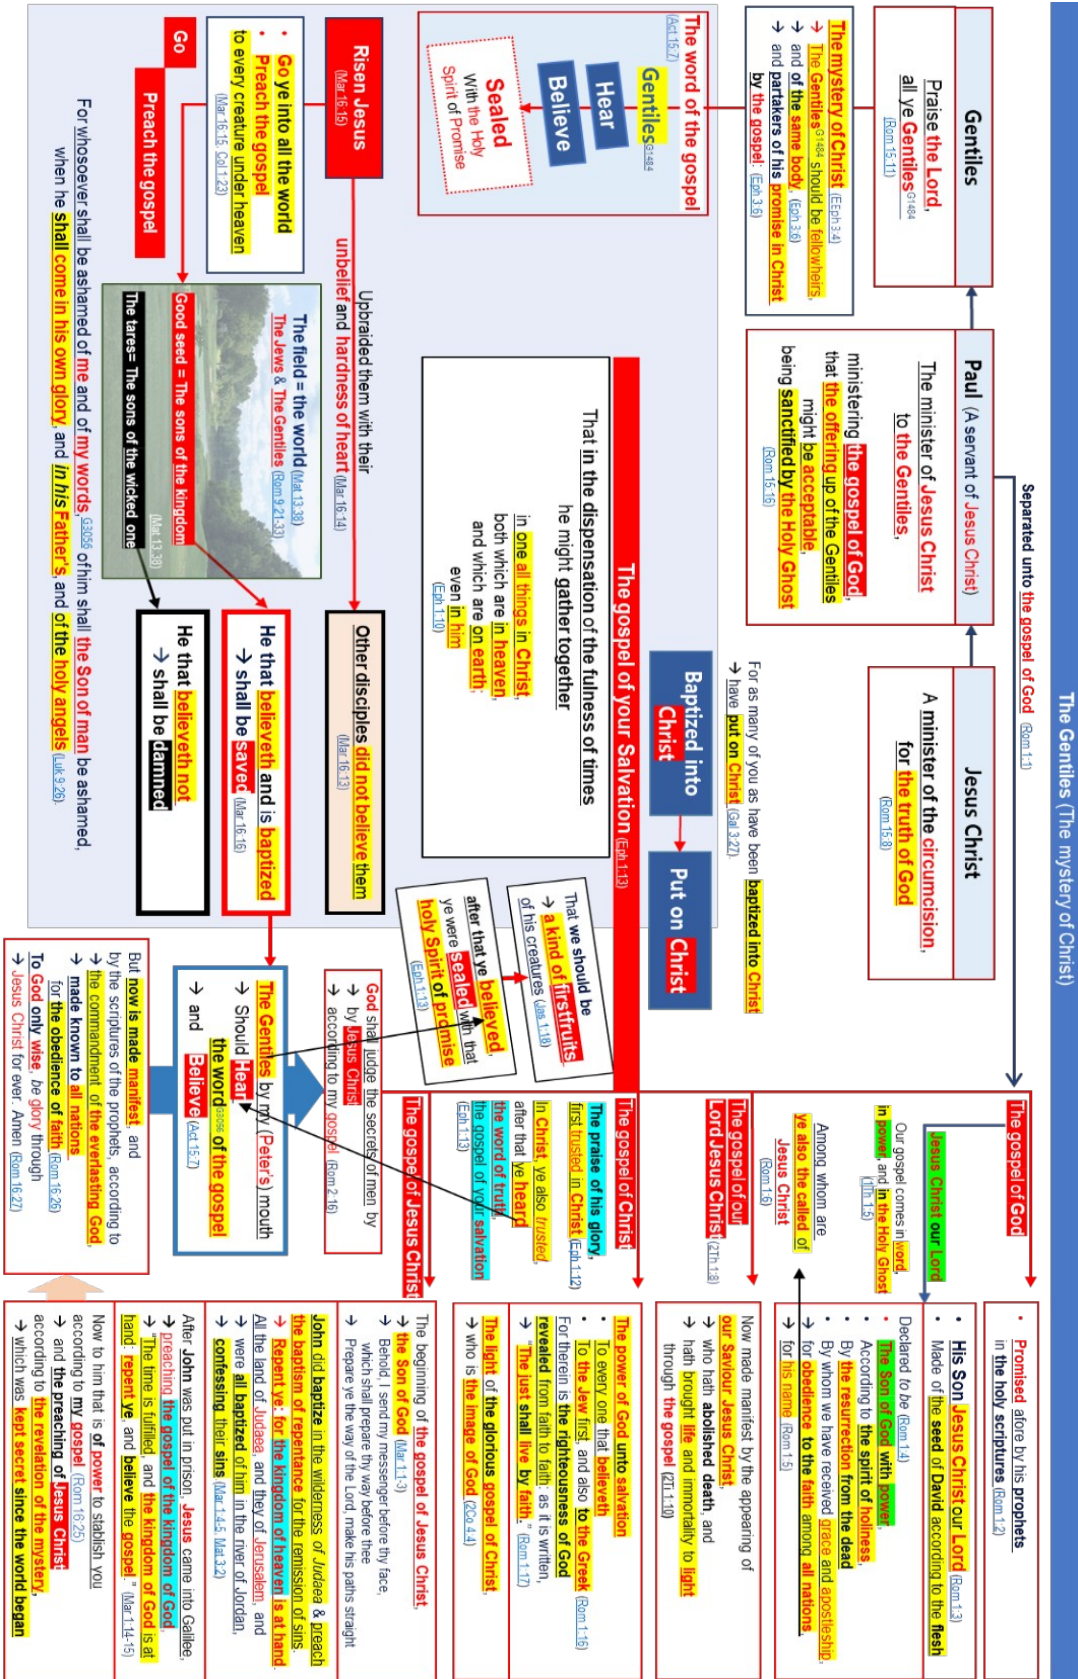 The Gentiles (The mystery of Christ)
Gentiles
Praise the Lord,
all ye Gentiles G1484
(Rom 15:11)
Paul (A servant of Jesus Christ)
The minister of Jesus Christ
to the Gentiles,
ministering the gospel of God,
that the offering up of the Gentiles
might be acceptable,
being sanctified by the Holy Ghost
(Rom 15:16)
Separated unto the gospel of God (Rom 1:1)
Jesus Christ
A minister of the circumcision,
for the truth of God
(Rom 15:8)
The mystery of Christ (EEph 3:4)
→ The Gentiles G1484 should be fellowheirs,
→ and of the same body, (Eph 3:6)
→ and partakers of his promise in Christ
by the gospel: (Eph 3:6)
The word of the gospel
(Act 15:7)
Gentiles G1484
Hear
Believe
Sealed
With the Holy
Spirit of Promise
For as many of you as have been baptized into Christ
→ have put on Christ (Gal 3:27).
Baptized into
Christ
Put on Christ
The gospel of your Salvation (Eph 1:13)
That in the dispensation of the fulness of times
he might gather together
in one all things in Christ,
both which are in heaven,
and which are on earth;
even in him
(Eph 1:10)
That we should be
→ a kind of firstfruits
of his creatures (Jas 1:18)
after that ye believed,
ye were sealed with that
holy Spirit of promise
(Eph 1:13)
Risen Jesus
(Mar 16:15)
Upbraided them with their
unbelief and hardness of heart (Mar 16:14)
Other disciples did not believe them
(Mar 16:13)
• Go ye into all the world
• Preach the gospel
to every creature under heaven
(Mar 16:15, Col 1:23)
Go
Preach the gospel
The field = the world (Mat 13:38)
The Jews & The Gentiles (Rom 9:21-33)
Good seed = The sons of the kingdom
The tares= The sons of the wicked one
(Mat 13:38)
He that believeth and is baptized
→ shall be saved (Mar 16:16)
He that believeth not
→ shall be damned
For whosoever shall be ashamed of me and of my words, G3056 of him shall the Son of man be ashamed,
when he shall come in his own glory, and in his Father's, and of the holy angels (Luk 9:26).
The gospel of God
• Promised afore by his prophets
in the holy scriptures (Rom 1:2)
Jesus Christ our Lord
Our gospel comes in word,
in power, and in the Holy Ghost
(1Th 1:5)
• His Son Jesus Christ our Lord (Rom 1:3)
• Made of the seed of David according to the flesh
Declared to be (Rom 1:4)
• The Son of God with power,
• According to the spirit of holiness,
• By the resurrection from the dead
• By whom we have received grace and apostleship,
→ for obedience to the faith among all nations,
→ for his name (Rom 1:5)
Among whom are
ye also the called of
Jesus Christ
(Rom 1:6)
The gospel of our
Lord Jesus Christ (2Th 1:8)
Now made manifest by the appearing of
our Saviour Jesus Christ,
→ who hath abolished death, and
→ hath brought life and immortality to light
through the gospel (2Ti 1:10)
The gospel of Christ
The praise of his glory,
first trusted in Christ (Eph 1:12)
In Christ, ye also trusted,
after that ye heard
the word of truth,
the gospel of your salvation
(Eph 1:13)
The power of God unto salvation
• To every one that believeth
• To the Jew first, and also to the Greek (Rom 1:16)
For therein is the righteousness of God
revealed from faith to faith: as it is written,
→ "The just shall live by faith." (Rom 1:17)
The light of the glorious gospel of Christ,
→ who is the image of God (2Co 4:4)
God shall judge the secrets of men by
→ by Jesus Christ
→ according to my gospel (Rom 2:16)
The gospel of Jesus Christ
The beginning of the gospel of Jesus Christ,
→ the Son of God (Mar 1:1-3)
→ Behold, I send my messenger before thy face,
which shall prepare thy way before thee
→ Prepare ye the way of the Lord, make his paths straight
The Gentiles by my (Peter's) mouth
→ Should Hear
the word G3056 of the gospel
→ and Believe (Act 15:7)
John did baptize in the wilderness of Judaea & preach
the baptism of repentance for the remission of sins.
→ Repent ye: for the kingdom of heaven is at hand.
All the land of Judaea, and they of Jerusalem, and
→ were all baptized of him in the river of Jordan,
→ confessing their sins (Mar 1:4-5, Mat 3:2)
After John was put in prison, Jesus came into Galilee,
→ preaching the gospel of the kingdom of God,
→ "The time is fulfilled, and the kingdom of God is at
hand: repent ye, and believe the gospel." (Mar 1:14-15)
But now is made manifest, and
by the scriptures of the prophets, according to
→ the commandment of the everlasting God,
→ made known to all nations
for the obedience of faith (Rom 16:26)
To God only wise, be glory through
→ Jesus Christ for ever. Amen (Rom 16:27)
Now to him that is of power to stablish you
according to my gospel (Rom 16:25)
→ and the preaching of Jesus Christ
according to the revelation of the mystery,
→ which was kept secret since the world began